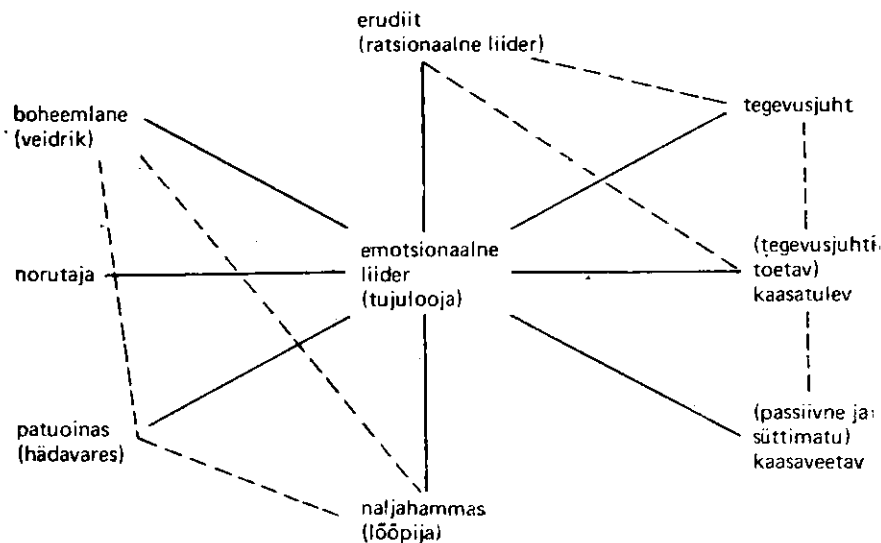 erudiit
(ratsionaalne liider)
boheemlane
(veidrik)
tegevusjuht
norutaja
emotsionaalne
liider
(tujulooja)
(tegevusjuhti
toetav)
kaasatulev
patuoinas
(hädavares)
(passiivne ja
süttimatu)
kaasaveetav
naljahammas
(lööpija)